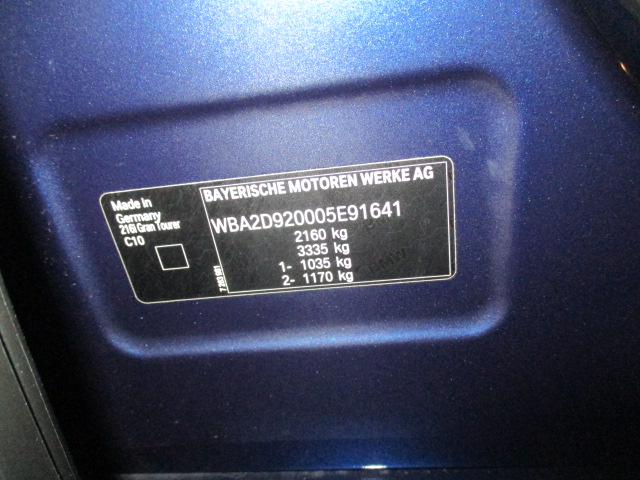 Made in
Germany
216i Gran Tourer
C10
BAYERISCHE MOTOREN WERKE AG
WBA2D920005E91641
2160 kg
3335 kg
1- 1035 kg
2- 1170 kg